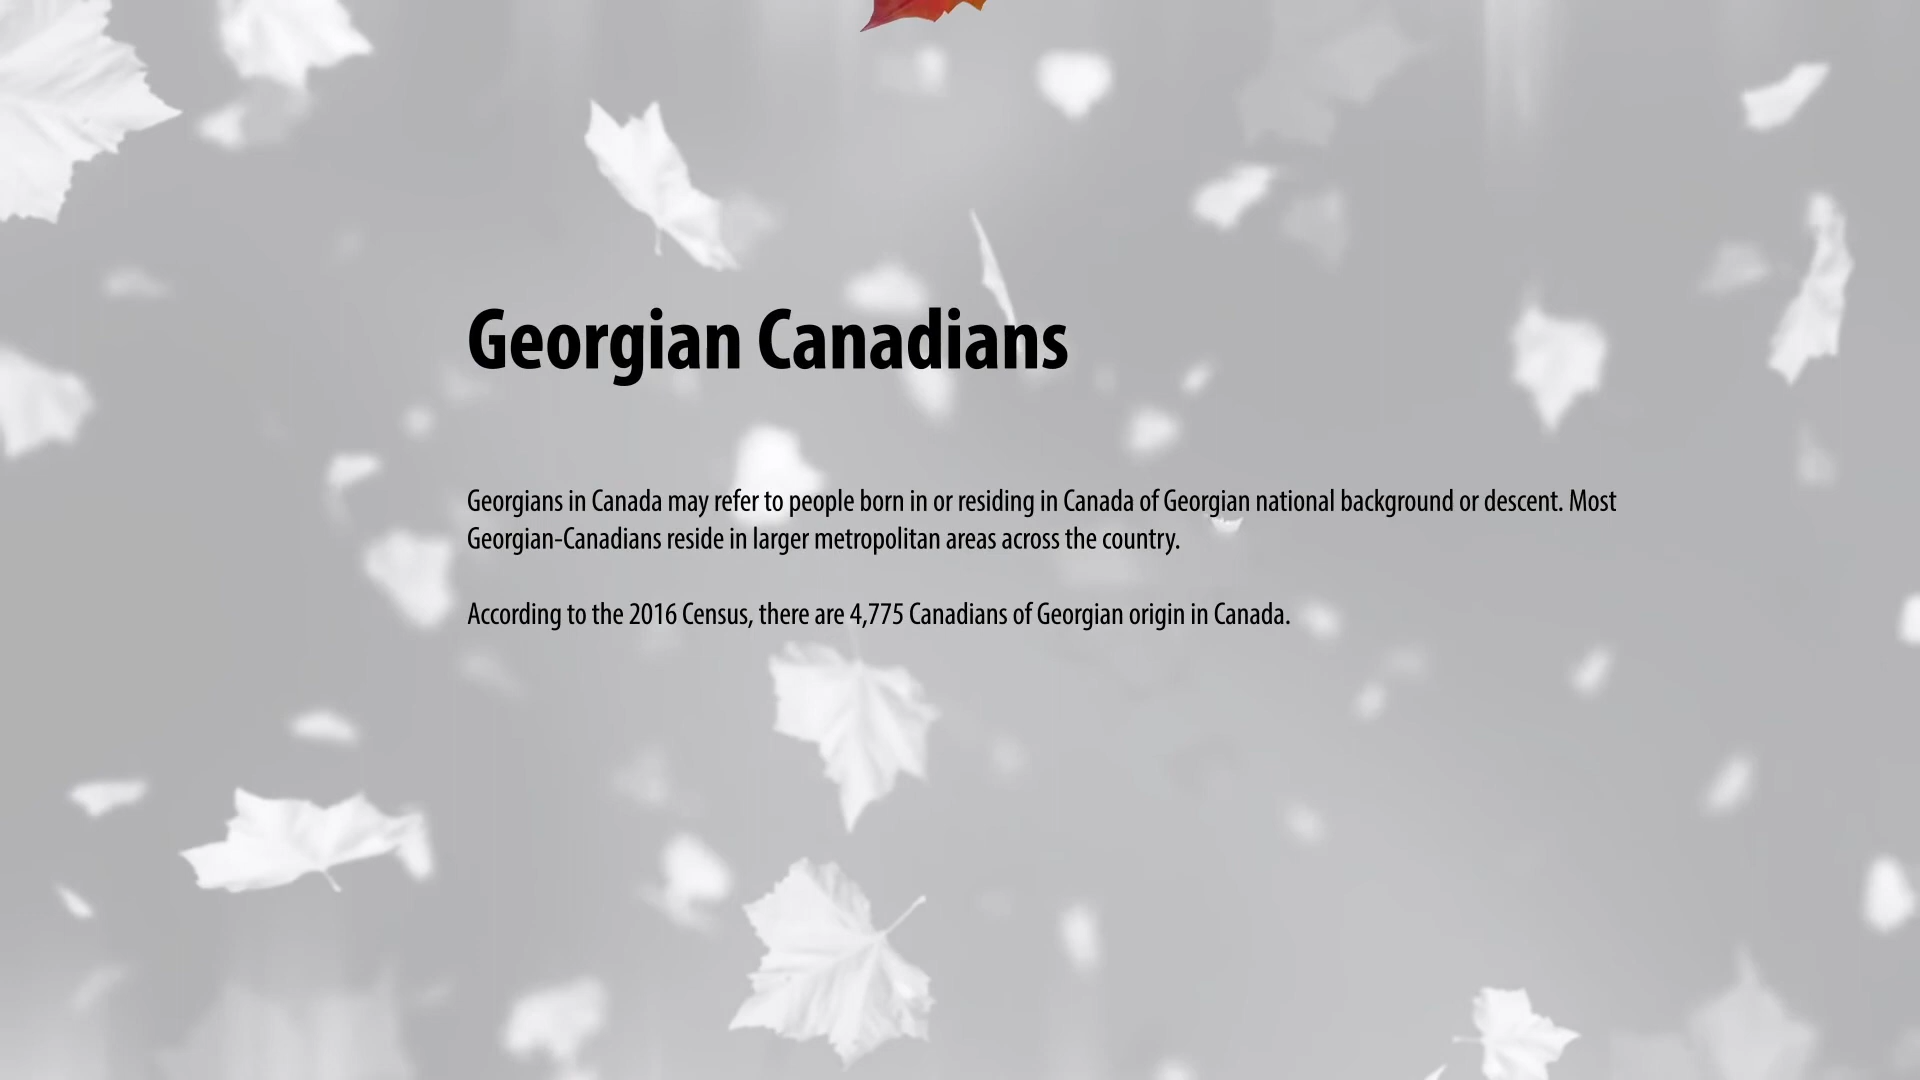 Georgian Canadians
Georgians in Canada may refer to people born in or residing in Canada of Georgian national background or descent. Most
Georgian-Canadians reside in larger metropolitan areas across the country.
According to the 2016 Census, there are 4,775 Canadians of Georgian origin in Canada.